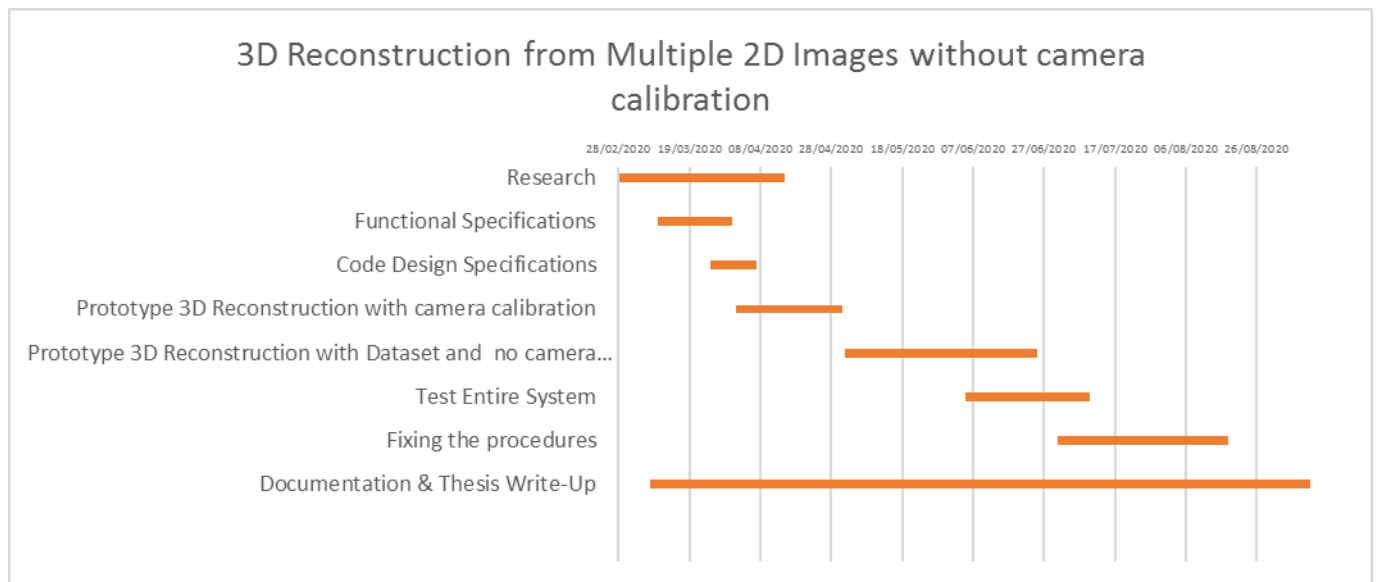 3D Reconstruction from Multiple 2D Images without camera
calibration
28/02/2020 19/03/2020 08/04/2020 28/04/2020 18/05/2020 07/06/2020 27/06/2020 17/07/2020 06/08/2020 26/08/2020
Research
Functional Specifications
Code Design Specifications
Prototype 3D Reconstruction with camera calibration
Prototype 3D Reconstruction with Dataset and  no camera...
Test Entire System
Fixing the procedures
Documentation & Thesis Write-Up